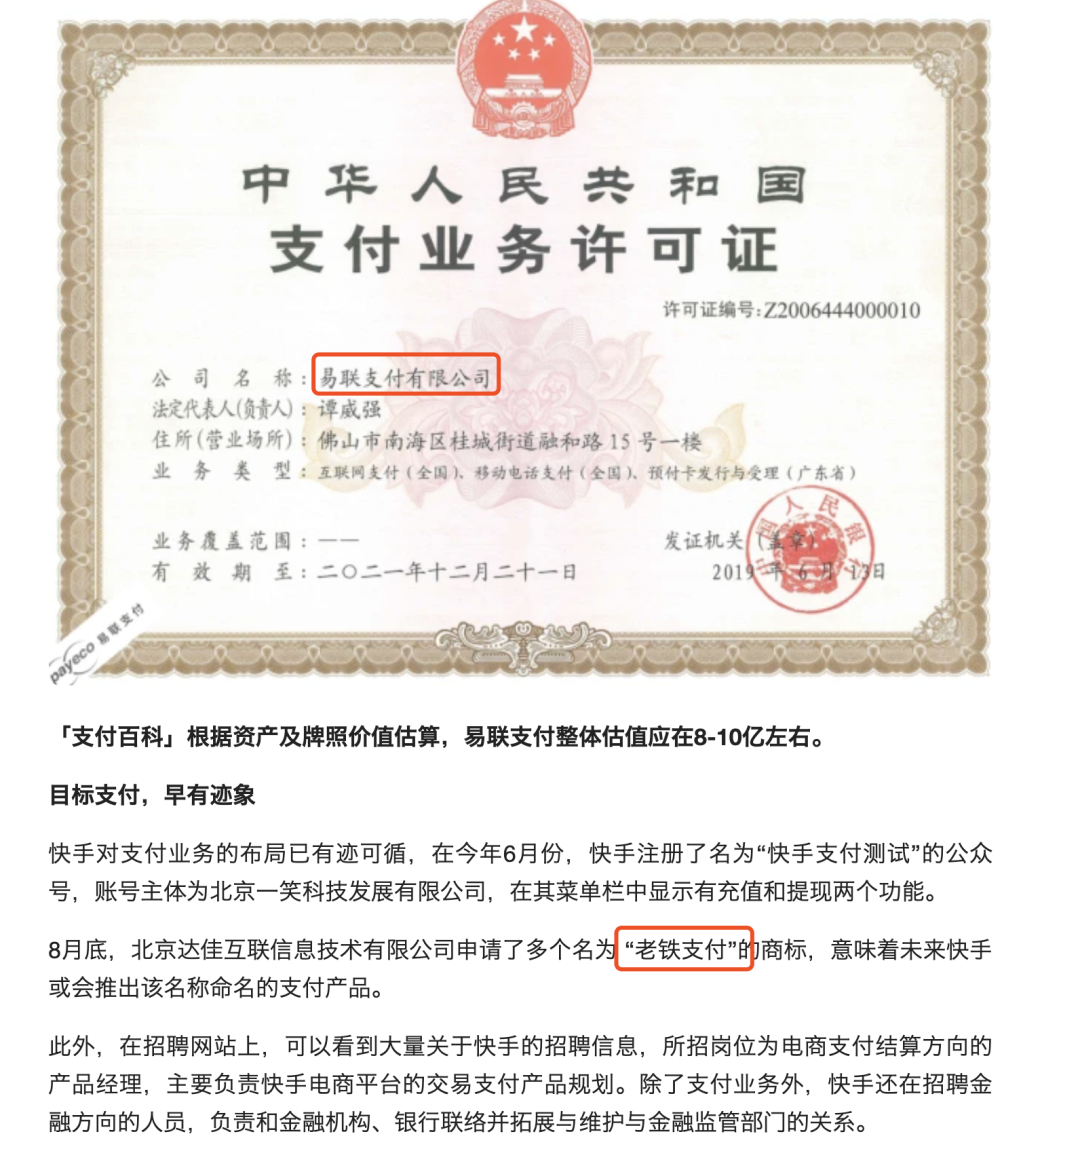 中华人民共和国
支付业务许可证
许可证编号:Z2006444000010
公司名称:易联支付有限公司
法定代表人(负责人):谭威强
住所(营业场所):佛山市南海区桂城街道融和路15号一楼
业务类型:互联网支付(全国)、移动电话支付(全国)、预付卡发行与受理(广东省)
业务覆盖范围:——
发证机关(盖章)
有效期至:二〇二一年十二月二十一日
2019年6月13日
中国人民银行
payeco 易联支付
「支付百科」根据资产及牌照价值估算，易联支付整体估值应在8-10亿左右。
目标支付，早有迹象
快手对支付业务的布局已有迹可循，在今年6月份，快手注册了名为“快手支付测试”的公众
号，账号主体为北京一笑科技发展有限公司，在其菜单栏中显示有充值和提现两个功能。
8月底，北京达佳互联信息技术有限公司申请了多个名为“老铁支付”的商标，意味着未来快手
或会推出该名称命名的支付产品。
此外，在招聘网站上，可以看到大量关于快手的招聘信息，所招岗位为电商支付结算方向的
产品经理，主要负责快手电商平台的交易支付产品规划。除了支付业务外，快手还在招聘金
融方向的人员，负责和金融机构、银行联络并拓展与维护与金融监管部门的关系。